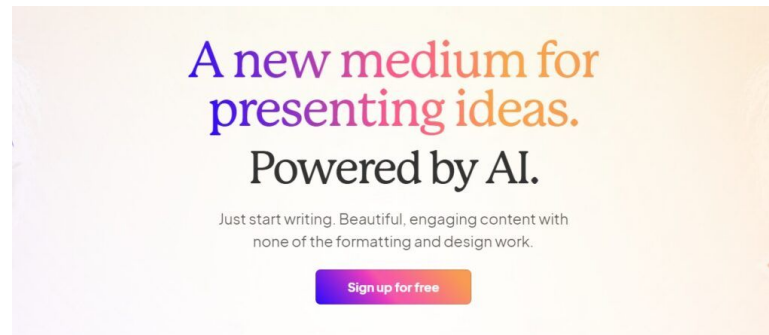 A new medium for
presenting ideas.
Powered by AI.
Just start writing. Beautiful, engaging content with
none of the formatting and design work.
Sign up for free